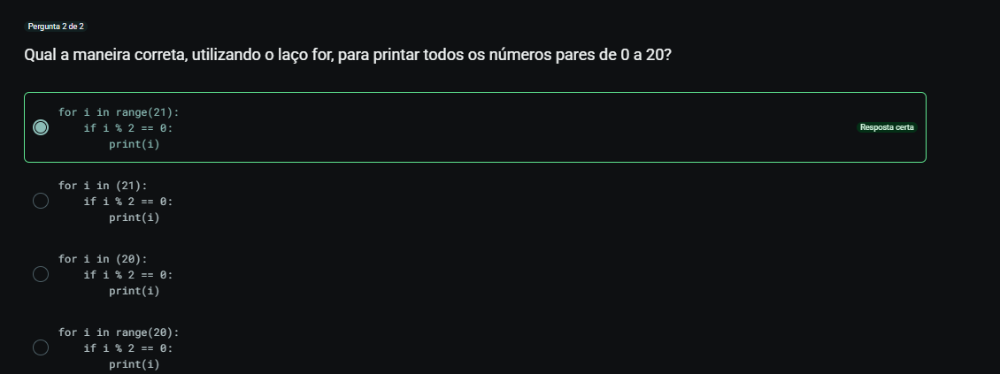 Pergunta 2 de 2
Qual a maneira correta, utilizando o laço for, para printar todos os números pares de 0 a 20?
for i in range(21):
    if i % 2 == 0:
        print(i)
Resposta certa
for i in (21):
    if i % 2 == 0:
        print(i)
for i in (20):
    if i % 2 == 0:
        print(i)
for i in range(20):
    if i % 2 == 0:
        print(i)